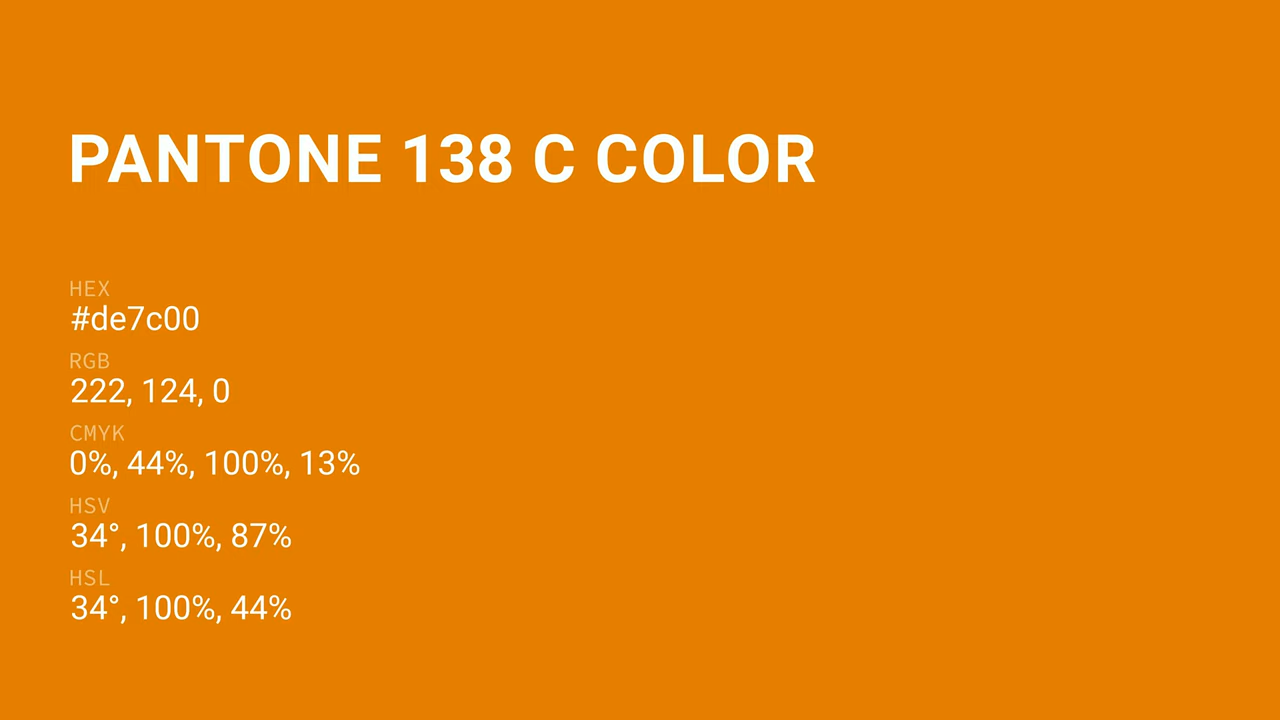 PANTONE 138 C COLOR
HEX
#de7c00
RGB
222, 124, 0
CMYK
0%, 44%, 100%, 13%
HSV
34°, 100%, 87%
HSL
34°, 100%, 44%